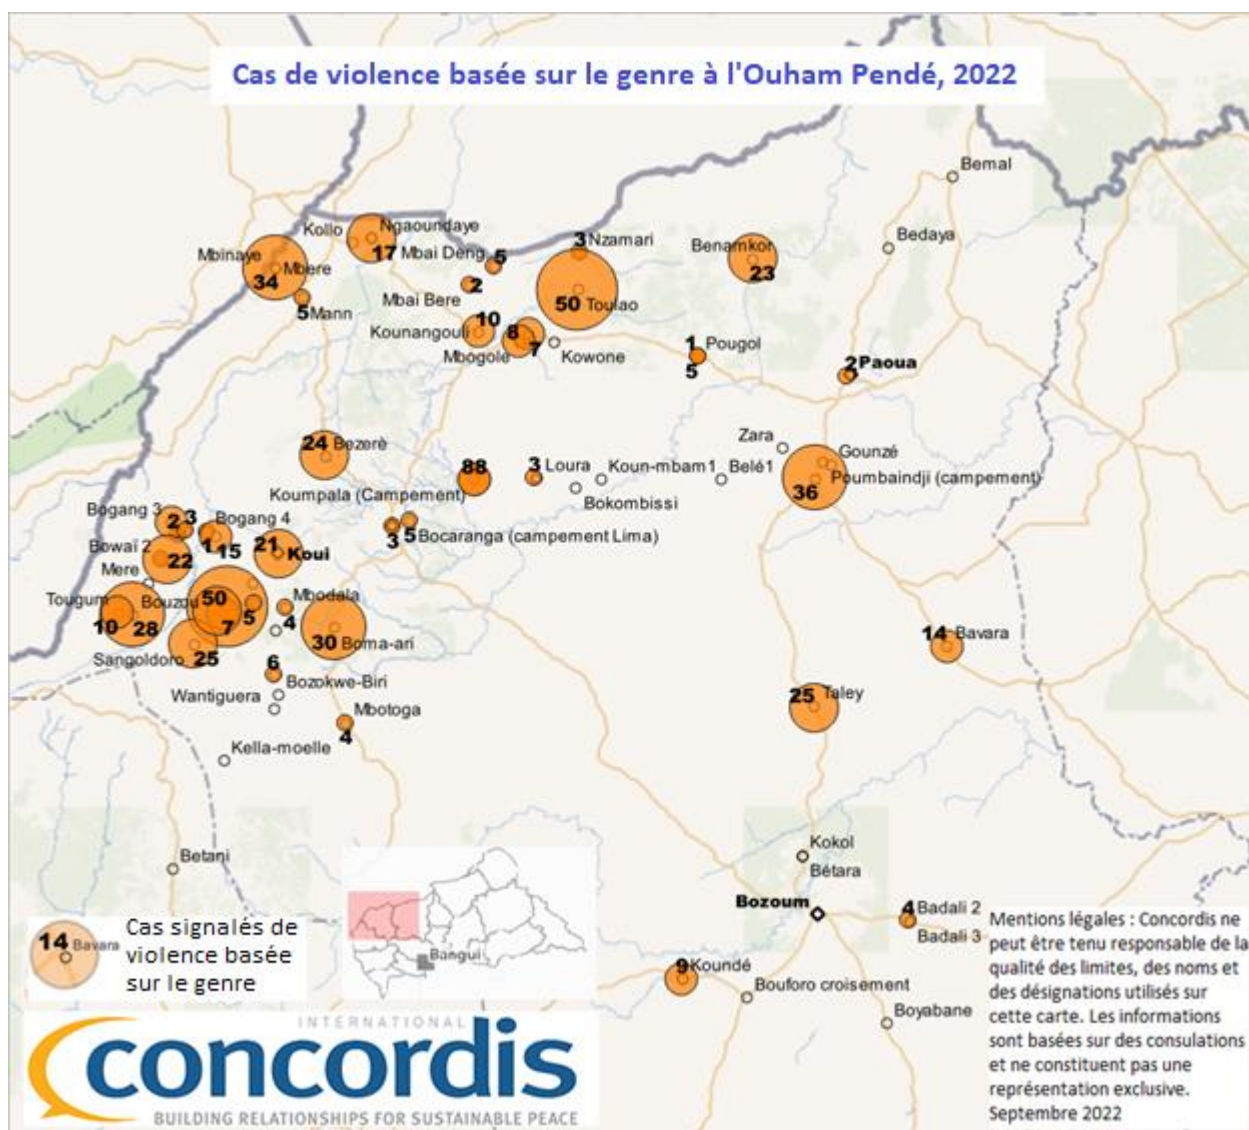 Cas de violence basée sur le genre à l'Ouham Pendé, 2022
Bemal
Ngaoundaye
Kollo
17
Mbai Deng
5
3
Nzamari
Benamkor
23
Bedaya
Mbinaye
Mbere
34
5
Mann
2
Mbai Bere
50
Toulao
10
Kounangouli
8
7
Mbogole
Kowone
1
Pougol
5
2
Paoua
24
Bezerè
Zara
Gounzé
Poumbaindji (campement)
36
88
3
Loura
Koun-mbam1
Belé1
Koumpala (Campement)
Bokombissi
Bogang 3
2
3
Bogang 4
1
15
21
Koui
3
5
Bocaranga (campement Lima)
Bowaï 2
22
Mere
Tougum
10
28
Bouzou
50
7
5
Mbodala
4
30
Boma-ari
14
Bavara
Sangoldoro
25
6
Bozokwe-Biri
Wantiguera
Mbotoga
4
25
Taley
Kella-moelle
Betani
Kokol
Bétara
Bozoum
4
Badali 2
Badali 3
9
Koundé
Bouforo croisement
Boyabane
Bangui
14
Bavara
Cas signalés de
violence basée
sur le genre
INTERNATIONAL
concordis
BUILDING RELATIONSHIPS FOR SUSTAINABLE PEACE
Mentions légales : Concordis ne
peut être tenu responsable de la
qualité des limites, des noms et
des désignations utilisés sur
cette carte. Les informations
sont basées sur des consulations
et ne constituent pas une
représentation exclusive.
Septembre 2022